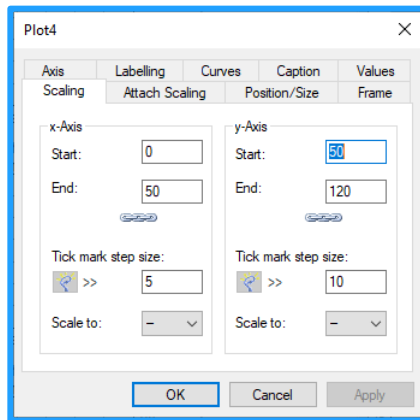 Plot4
Axis Labelling Curves Caption Values
Scaling Attach Scaling Position/Size Frame
x-Axis y-Axis
Start: 0 Start: 50
End: 50 End: 120
Tick mark step size: Tick mark step size:
>> 5 >> 10
Scale to: – Scale to: –
OK Cancel Apply